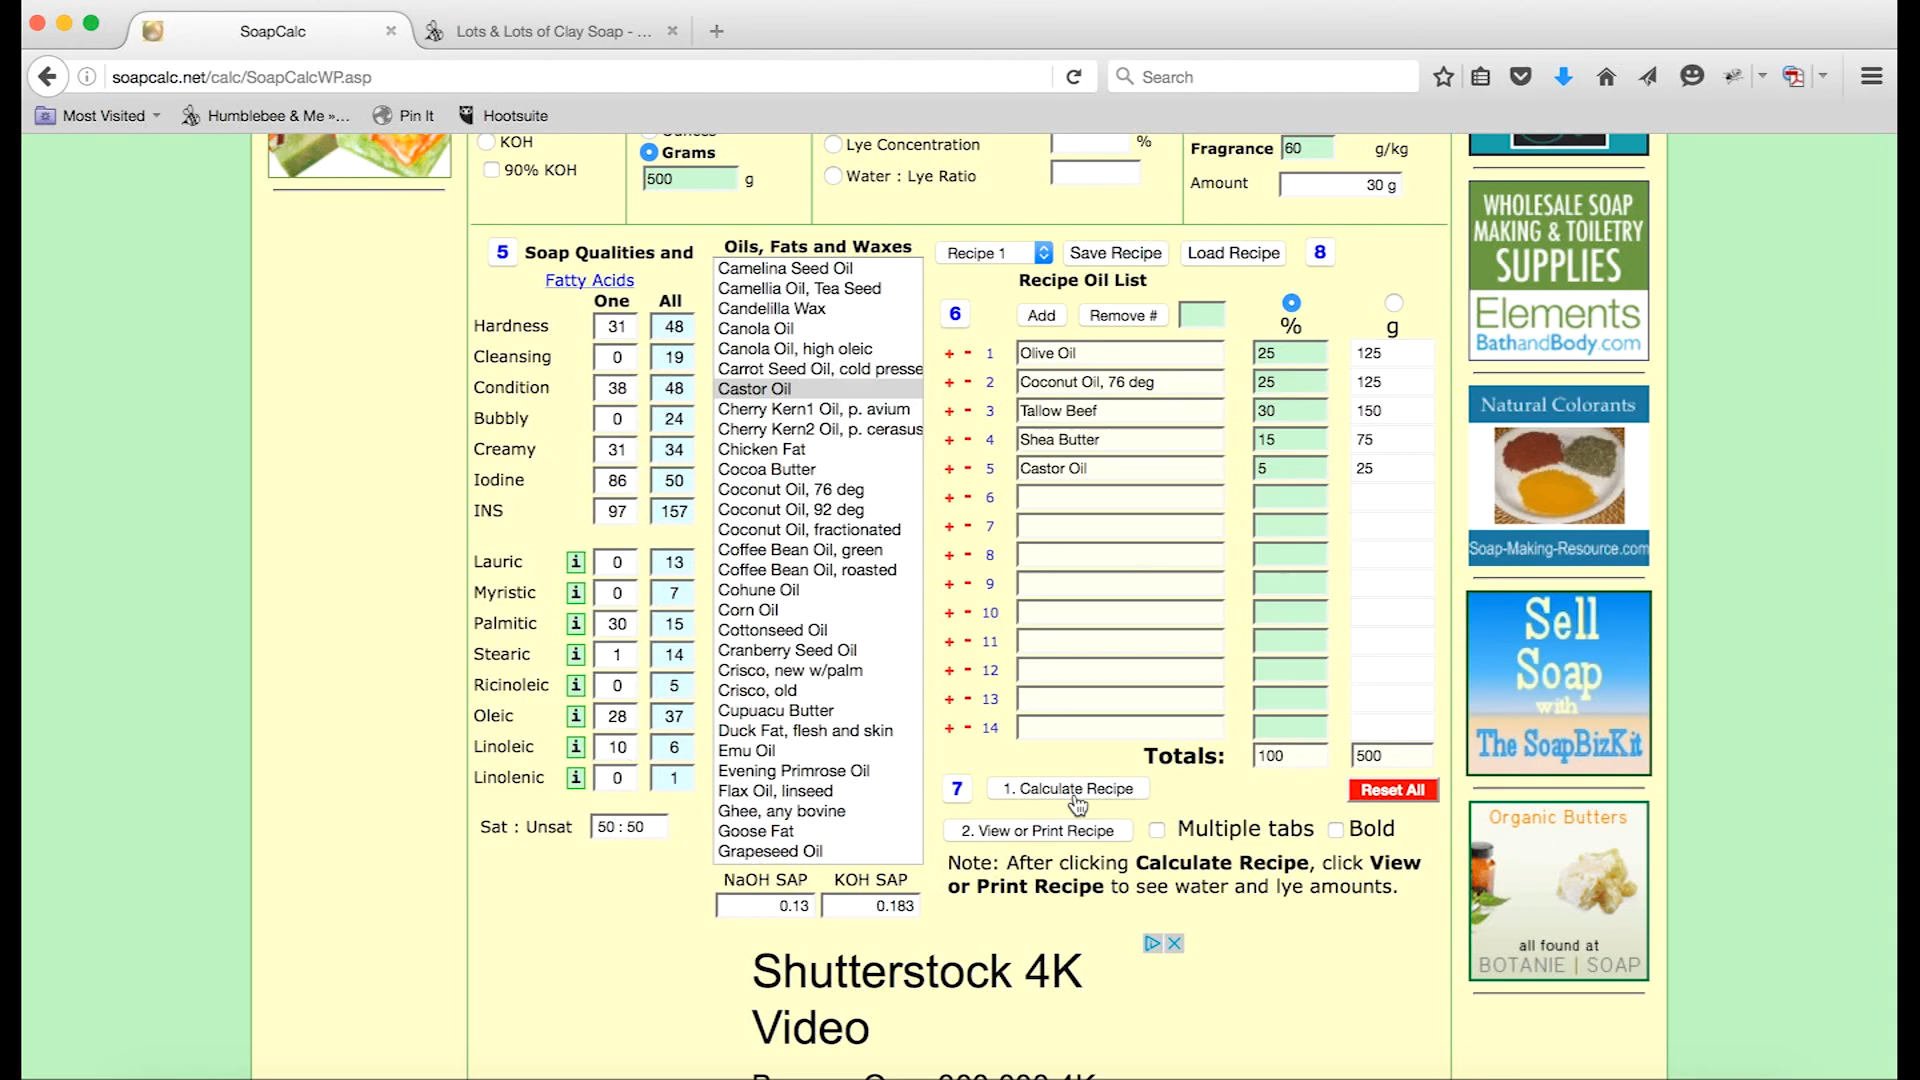 SoapCalc
Lots & Lots of Clay Soap - ...
soapcalc.net/calc/SoapCalcWP.asp
Search
Most Visited
Humblebee & Me »...
Pin It
Hootsuite
KOH
90% KOH
Grams
500 g
Lye Concentration
%
Water : Lye Ratio
Fragrance 60 g/kg
Amount 30 g
5 Soap Qualities and
Fatty Acids
One All
Hardness 31 48
Cleansing 0 19
Condition 38 48
Bubbly 0 24
Creamy 31 34
Iodine 86 50
INS 97 157
Lauric i 0 13
Myristic i 0 7
Palmitic i 30 15
Stearic i 1 14
Ricinoleic i 0 5
Oleic i 28 37
Linoleic i 10 6
Linolenic i 0 1
Sat : Unsat 50 : 50
Oils, Fats and Waxes
Camelina Seed Oil
Camellia Oil, Tea Seed
Candelilla Wax
Canola Oil
Canola Oil, high oleic
Carrot Seed Oil, cold presse
Castor Oil
Cherry Kern1 Oil, p. avium
Cherry Kern2 Oil, p. cerasus
Chicken Fat
Cocoa Butter
Coconut Oil, 76 deg
Coconut Oil, 92 deg
Coconut Oil, fractionated
Coffee Bean Oil, green
Coffee Bean Oil, roasted
Cohune Oil
Corn Oil
Cottonseed Oil
Cranberry Seed Oil
Crisco, new w/palm
Crisco, old
Cupuacu Butter
Duck Fat, flesh and skin
Emu Oil
Evening Primrose Oil
Flax Oil, linseed
Ghee, any bovine
Goose Fat
Grapeseed Oil
NaOH SAP KOH SAP
0.13 0.183
Recipe 1 Save Recipe Load Recipe 8
Recipe Oil List
6 Add Remove # % g
+ - 1 Olive Oil 25 125
+ - 2 Coconut Oil, 76 deg 25 125
+ - 3 Tallow Beef 30 150
+ - 4 Shea Butter 15 75
+ - 5 Castor Oil 5 25
+ - 6
+ - 7
+ - 8
+ - 9
+ - 10
+ - 11
+ - 12
+ - 13
+ - 14
Totals: 100 500
7 1. Calculate Recipe Reset All
2. View or Print Recipe Multiple tabs Bold
Note: After clicking Calculate Recipe, click View
or Print Recipe to see water and lye amounts.
Shutterstock 4K
Video
WHOLESALE SOAP
MAKING & TOILETRY
SUPPLIES
Elements
BathandBody.com
Natural Colorants
Soap-Making-Resource.com
Sell
Soap
with
The SoapBizKit
Organic Butters
all found at
BOTANIE | SOAP